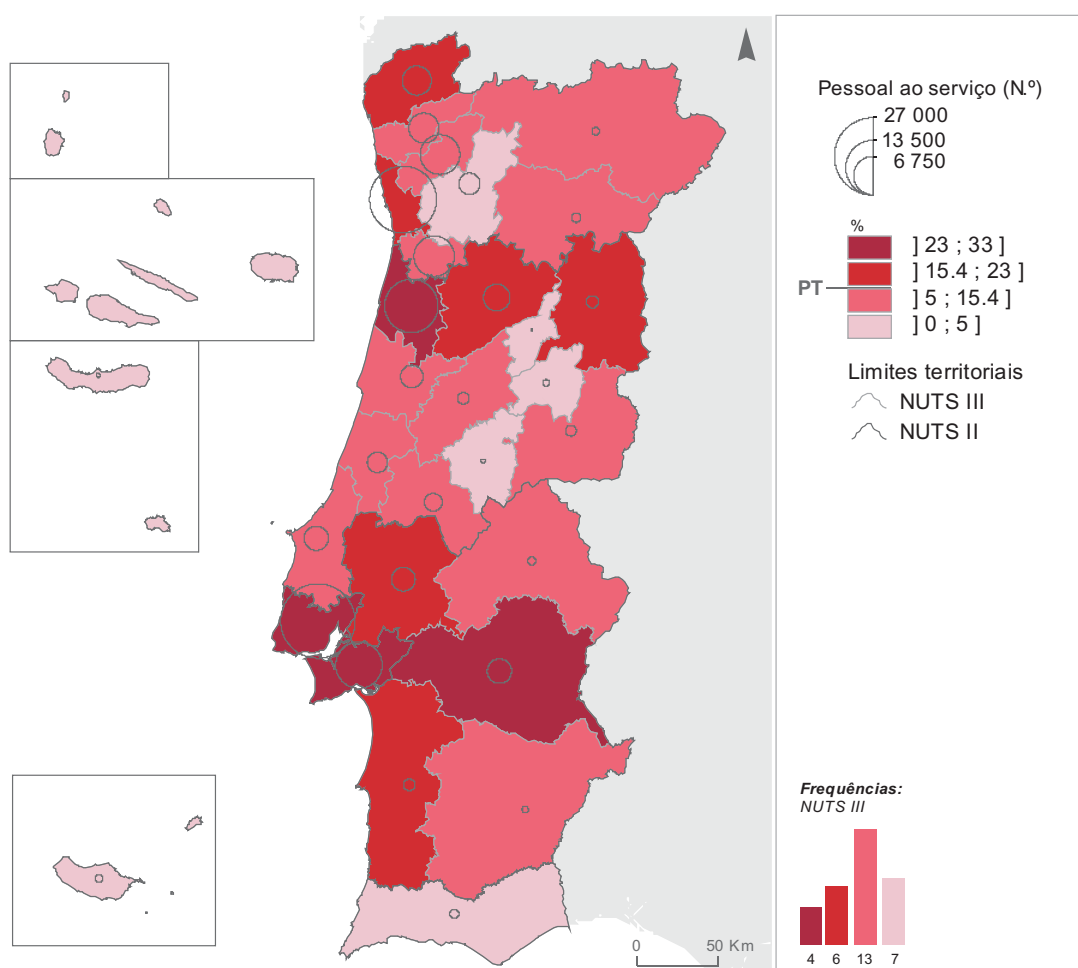 Pessoal ao serviço (N.º)
27 000
13 500
6 750
%
] 23 ; 33 ]
] 15.4 ; 23 ]
PT
] 5 ; 15.4 ]
] 0 ; 5 ]
Limites territoriais
NUTS III
NUTS II
Frequências:
NUTS III
4 6 13 7
0 50 Km